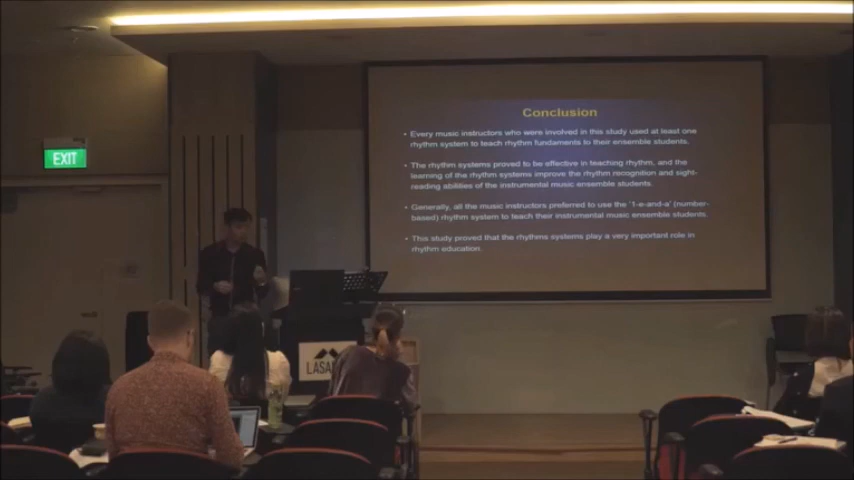 EXIT
Conclusion
• Every music instructors who were involved in this study used at least one
rhythm system to teach rhythm fundaments to their ensemble students.
• The rhythm systems proved to be effective in teaching rhythm, and the
learning of the rhythm systems improve the rhythm recognition and sight-
reading abilities of the instrumental music ensemble students.
• Generally, all the music instructors preferred to use the '1-e-and-a' (number-
based) rhythm system to teach their instrumental music ensemble students.
• This study proved that the rhythms systems play a very important role in
rhythm education.
LASA